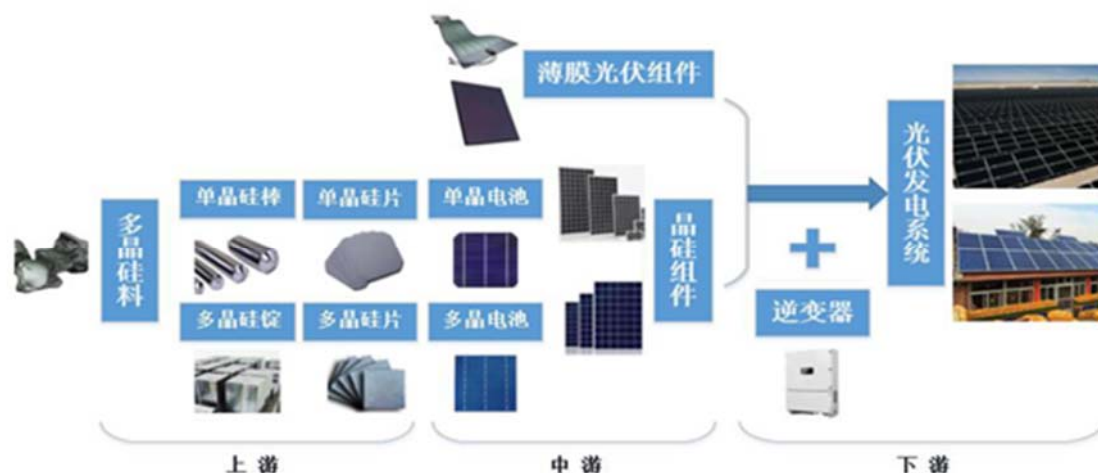 薄膜光伏组件
多晶硅料
单晶硅棒
单晶硅片
单晶电池
多晶硅锭
多晶硅片
多晶电池
晶硅组件
逆变器
光伏发电系统
上 游
中 游
下 游